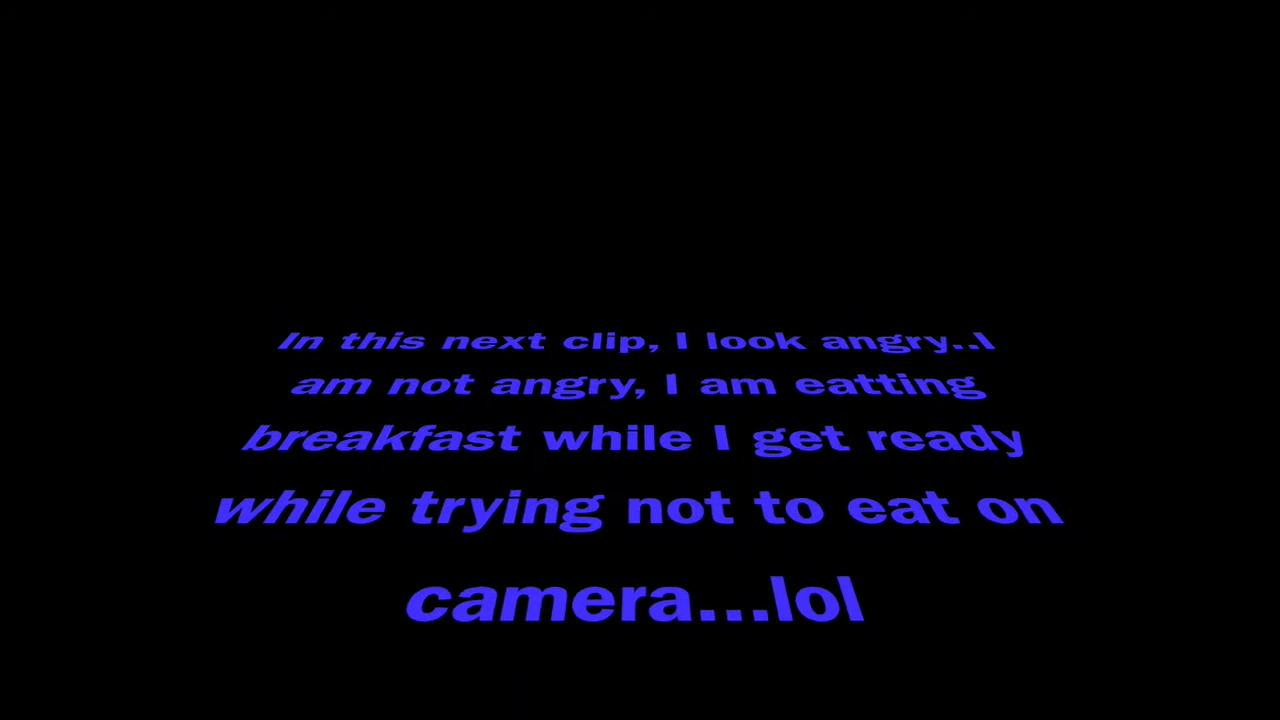 In this next clip, I look angry..I
am not angry, I am eatting
breakfast while I get ready
while trying not to eat on
camera...lol